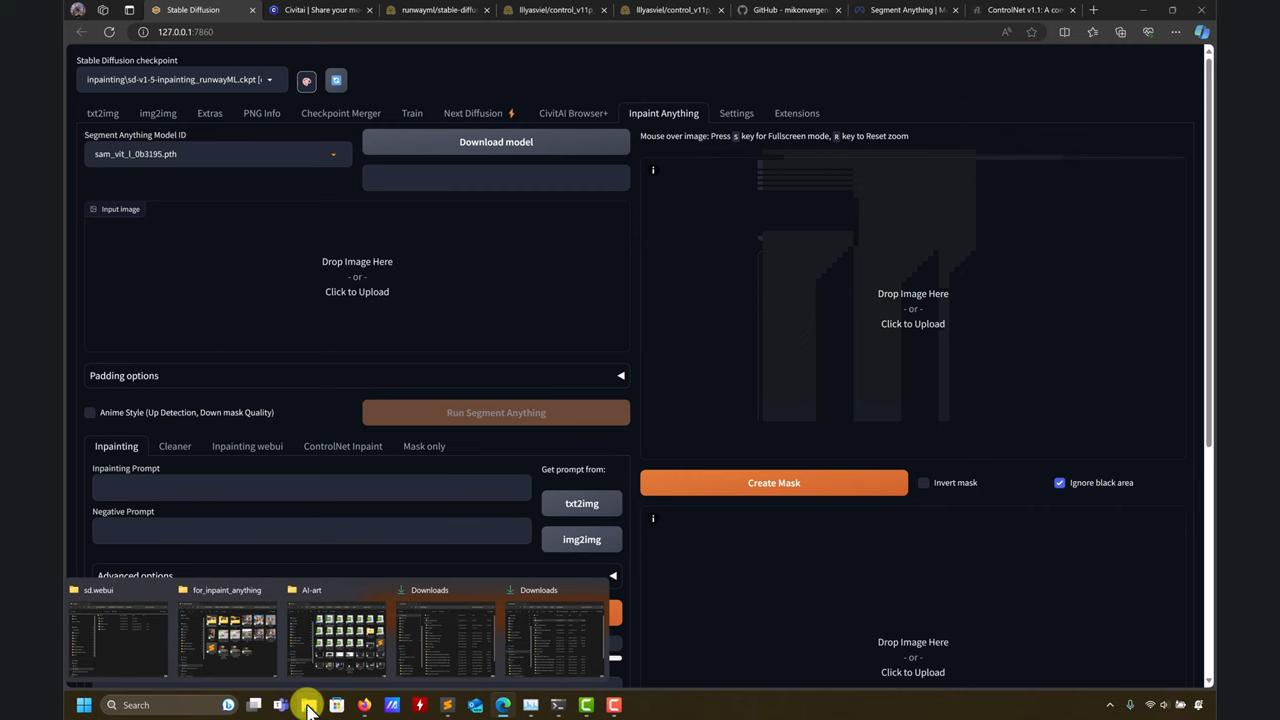 Stable Diffusion
Civitai | Share your mo
runwayml/stable-diffu
lllyasviel/control_v11p
lllyasviel/control_v11p
GitHub - mikonvergen
Segment Anything | M
ControlNet v1.1: A con
127.0.0.1:7860
Stable Diffusion checkpoint
inpainting\sd-v1-5-inpainting_runwayML.ckpt [
txt2img
img2img
Extras
PNG Info
Checkpoint Merger
Train
Next Diffusion
CivitAI Browser+
Inpaint Anything
Settings
Extensions
Segment Anything Model ID
sam_vit_l_0b3195.pth
Download model
Mouse over image: Press S key for Fullscreen mode, R key to Reset zoom
Input image
Drop Image Here
- or -
Click to Upload
Drop Image Here
- or -
Click to Upload
Padding options
Anime Style (Up Detection, Down mask Quality)
Run Segment Anything
Inpainting
Cleaner
Inpainting webui
ControlNet Inpaint
Mask only
Inpainting Prompt
Get prompt from:
txt2img
Negative Prompt
img2img
Advanced options
Create Mask
Invert mask
Ignore black area
Drop Image Here
- or -
Click to Upload
sd.webui
for_inpaint_anything
AI-art
Downloads
Downloads
Search